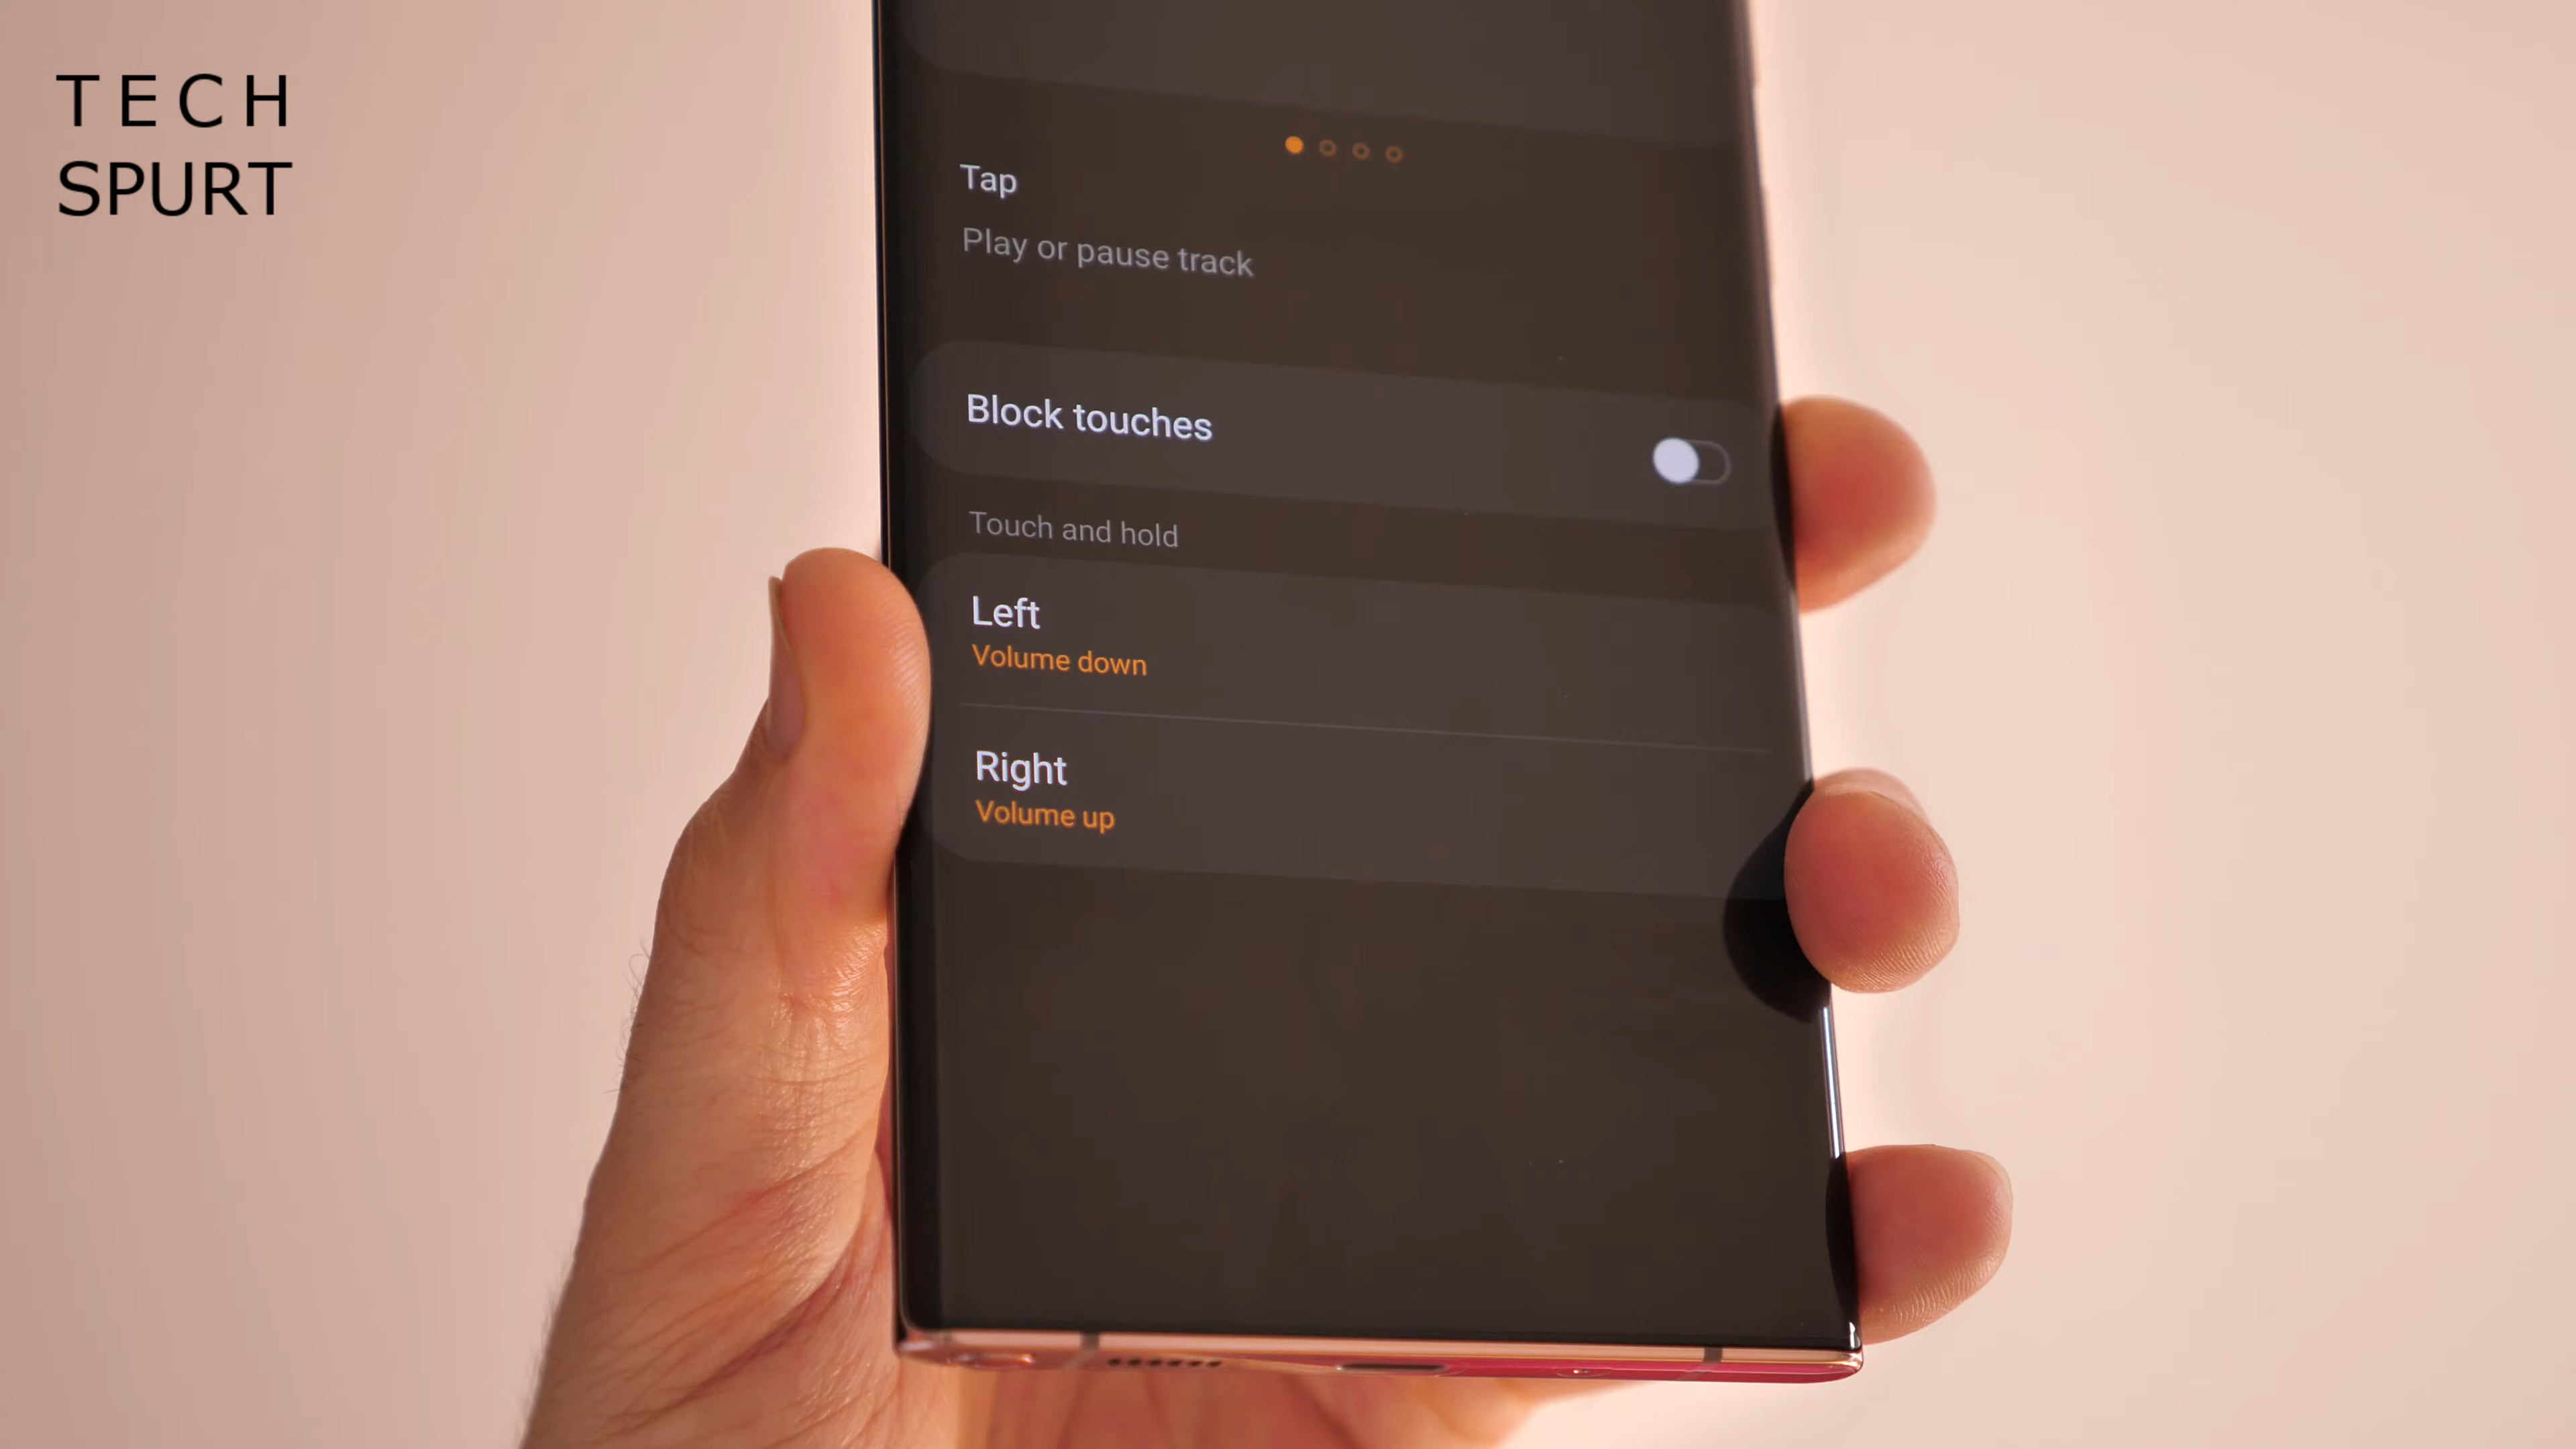 TECH
SPURT
Tap
Play or pause track
Block touches
Touch and hold
Left
Volume down
Right
Volume up